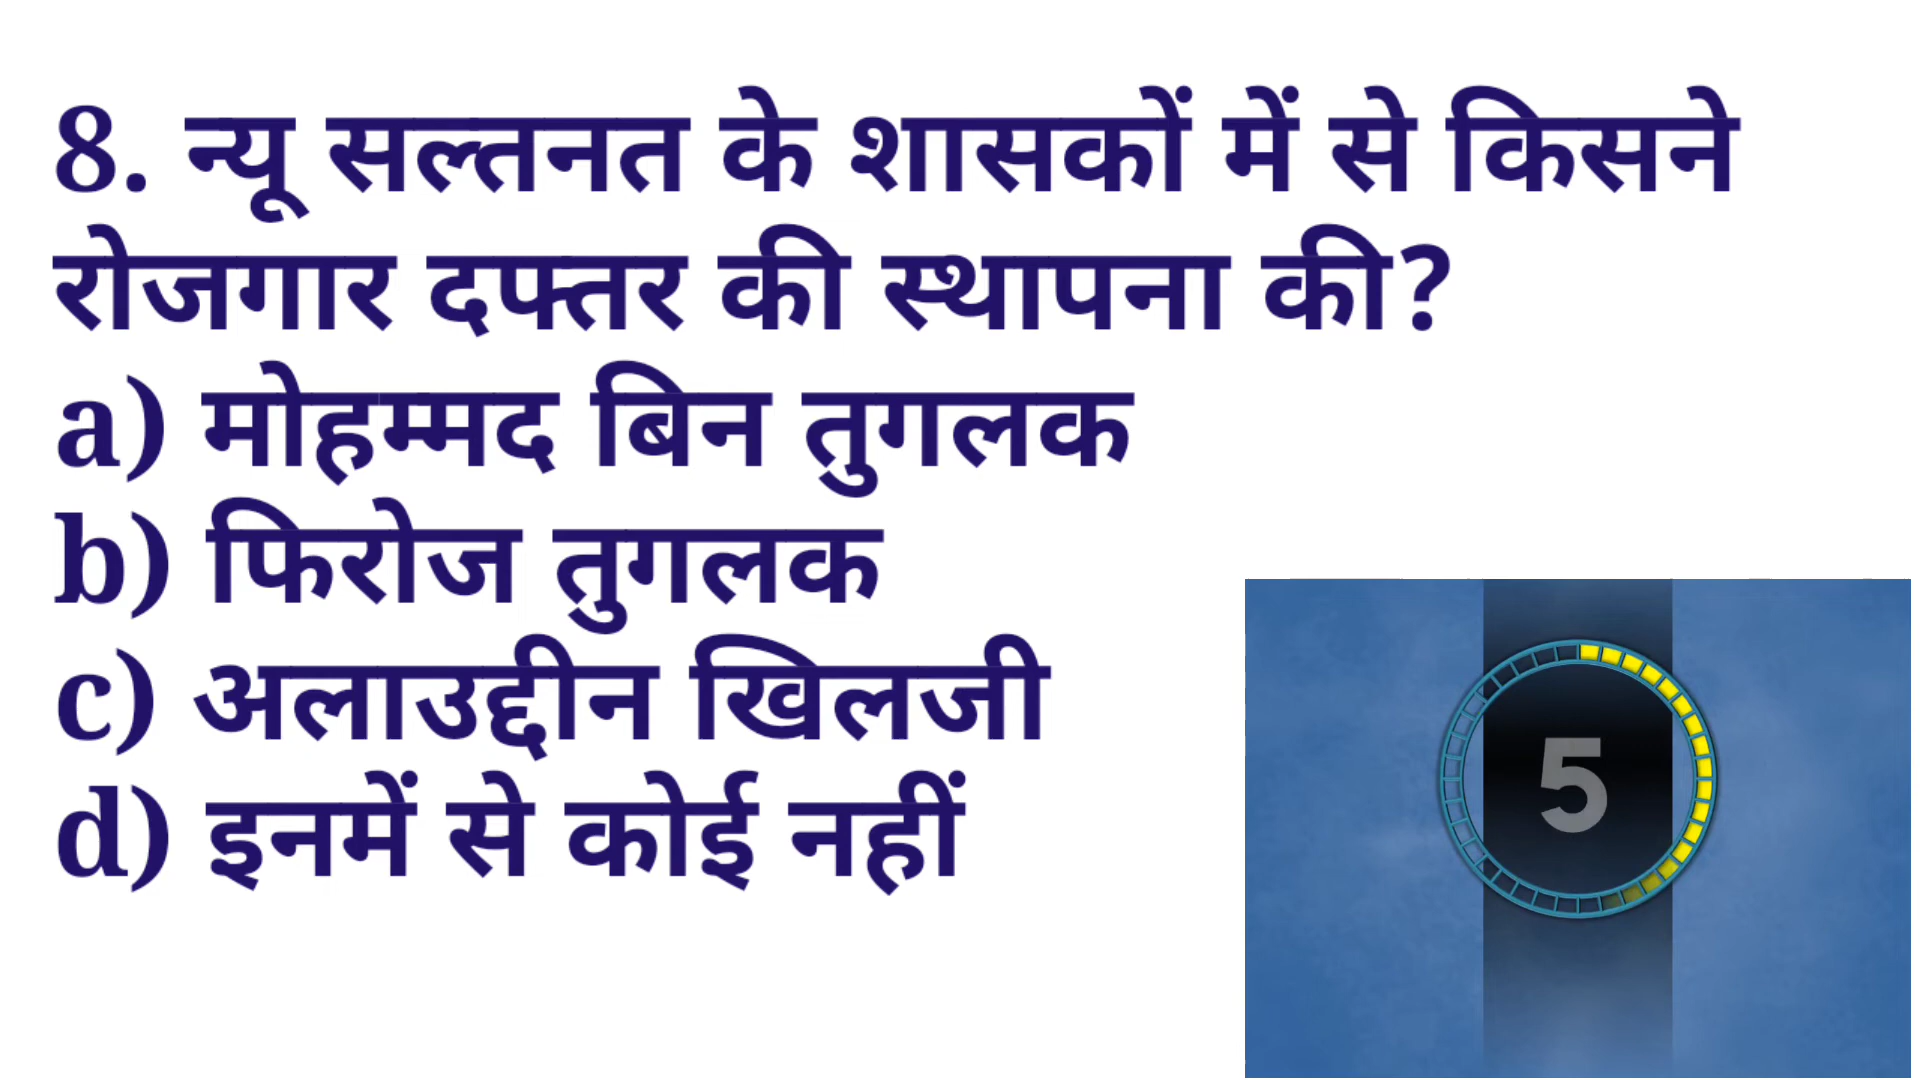 8. न्यू सल्तनत के शासकों में से किसने
रोजगार दफ्तर की स्थापना की?
a) मोहम्मद बिन तुगलक
b) फिरोज तुगलक
c) अलाउद्दीन खिलजी
d) इनमें से कोई नहीं
5